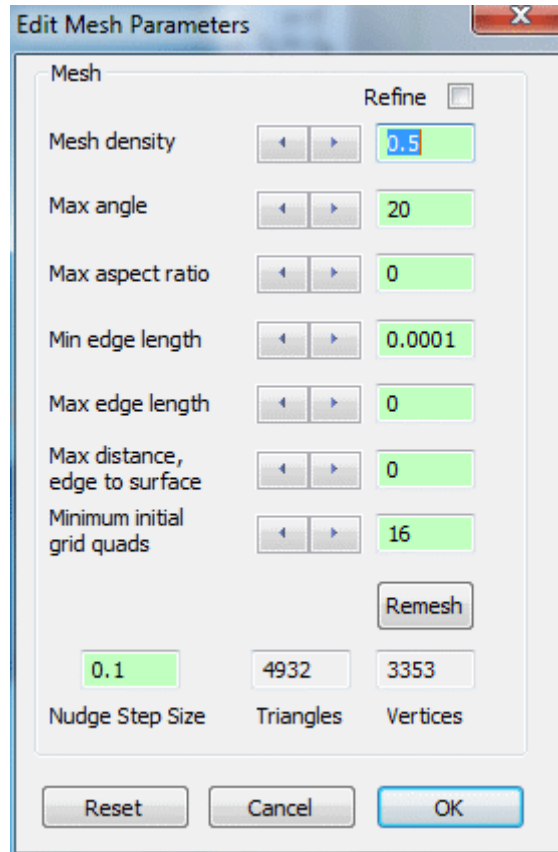 Edit Mesh Parameters
Mesh
Refine
Mesh density 0.5
Max angle 20
Max aspect ratio 0
Min edge length 0.0001
Max edge length 0
Max distance,
edge to surface 0
Minimum initial
grid quads 16
Remesh
0.1 4932 3353
Nudge Step Size Triangles Vertices
Reset Cancel OK